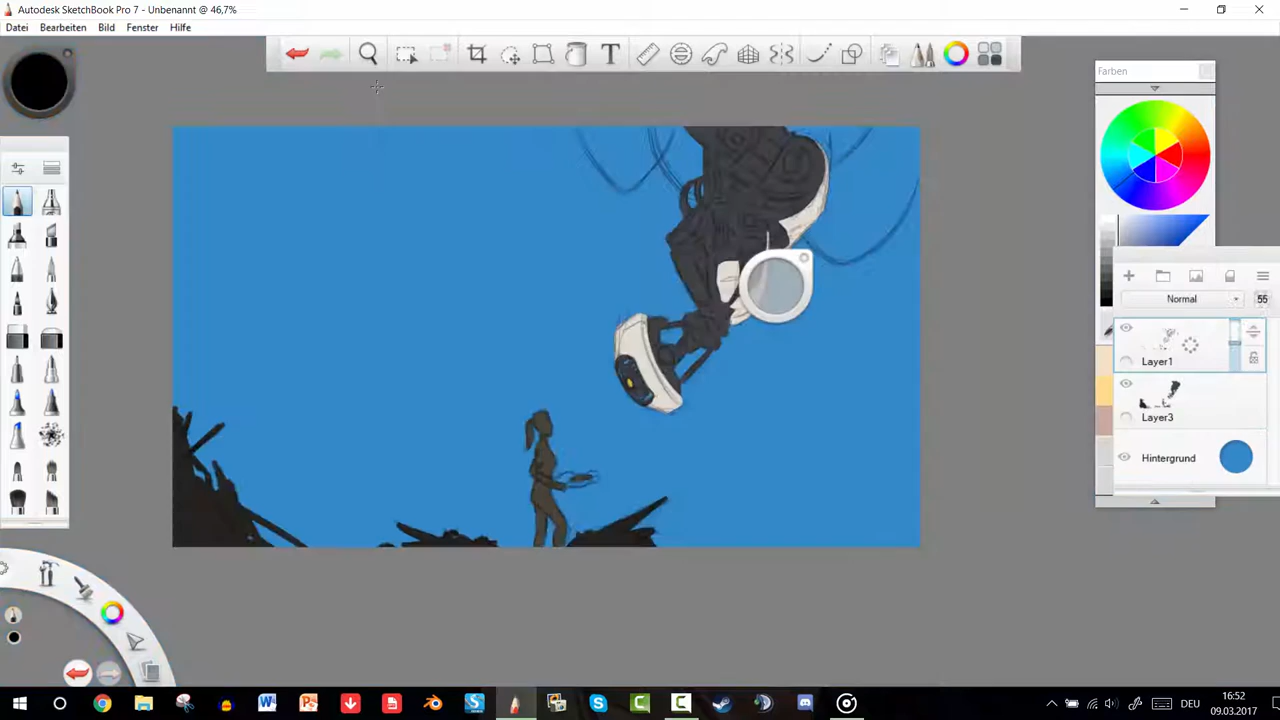 Autodesk SketchBook Pro 7 - Unbenannt @ 46,7%
Datei Bearbeiten Bild Fenster Hilfe
T
Farben
Normal 55
Layer1
Layer3
Hintergrund
DEU
16:52
09.03.2017